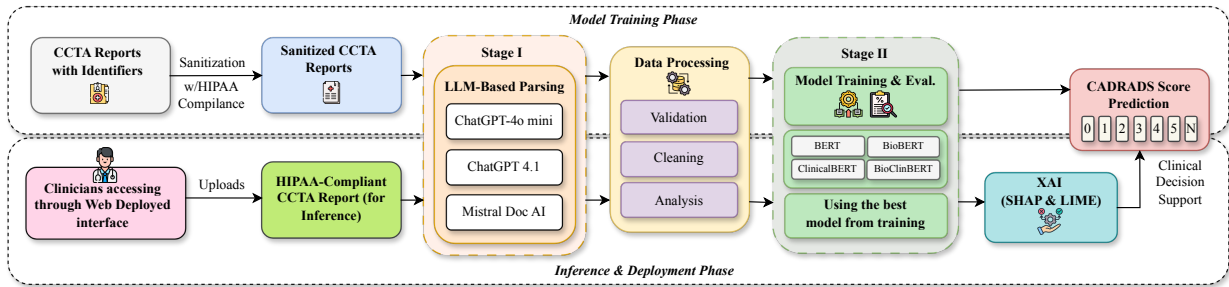 Model Training Phase
CCTA Reports
with Identifiers
Sanitization
w/HIPAA
Compilance
Sanitized CCTA
Reports
Stage I
LLM-Based Parsing
ChatGPT-4o mini
ChatGPT 4.1
Mistral Doc AI
Data Processing
Validation
Cleaning
Analysis
Stage II
Model Training & Eval.
BERT
BioBERT
ClinicalBERT
BioClinBERT
Using the best
model from training
CADRADS Score
Prediction
0 1 2 3 4 5 N
Clinicians accessing
through Web Deployed
interface
Uploads
HIPAA-Compliant
CCTA Report (for
Inference)
XAI
(SHAP & LIME)
Clinical
Decision
Support
Inference & Deployment Phase